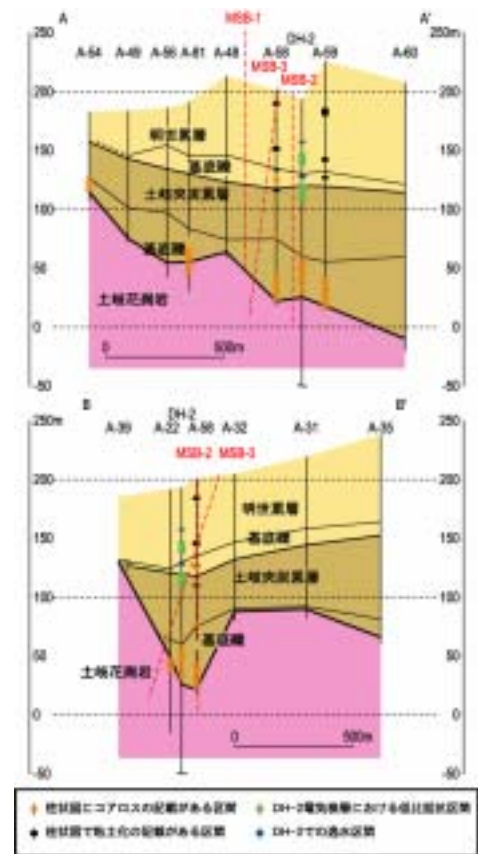 A A'
MSB-1
DH-2
A-54 A-49 A-56 A-61 A-48 A-58 A-59 A-60
MSB-3
MSB-2
250 250
200 200
150 150
100 100
50 50
0 0
-50 -50
明世累層
基底礫
土岐夾炭累層
基底礫
土岐花崗岩
0 500m
B B'
DH-2
A-39 A-22 A-58 A-32 A-31 A-35
MSB-2 MSB-3
250m 250m
200 200
150 150
100 100
50 50
0 0
-50 -50
明世累層
基底礫
土岐夾炭累層
基底礫
土岐花崗岩
0 500m
柱状図にコアロスの記載がある区間
DH-2電気検層における低比抵抗区間
柱状図で粘土化の記載がある区間
DH-2での逸水区間